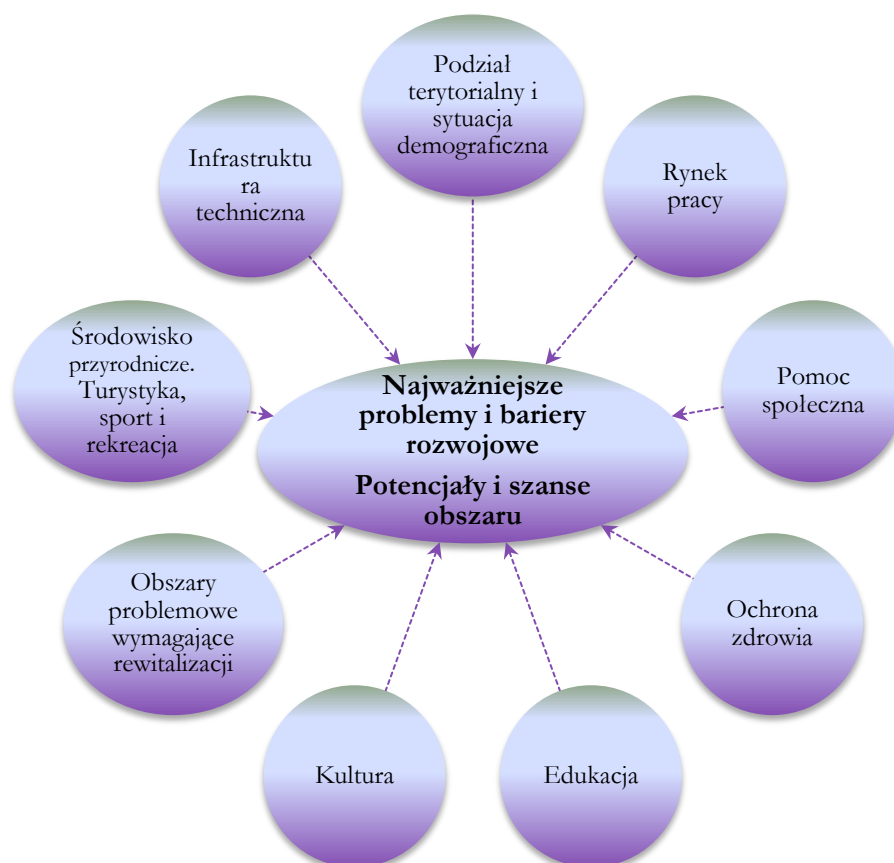 Podział
terytorialny i
sytuacja
demograficzna
Infrastruktu
ra
techniczna
Rynek
pracy
Środowisko
przyrodnicze.
Turystyka,
sport i
rekreacja
Najważniejsze
problemy i bariery
rozwojowe
Potencjały i szanse
obszaru
Pomoc
społeczna
Obszary
problemowe
wymagające
rewitalizacji
Ochrona
zdrowia
Kultura
Edukacja